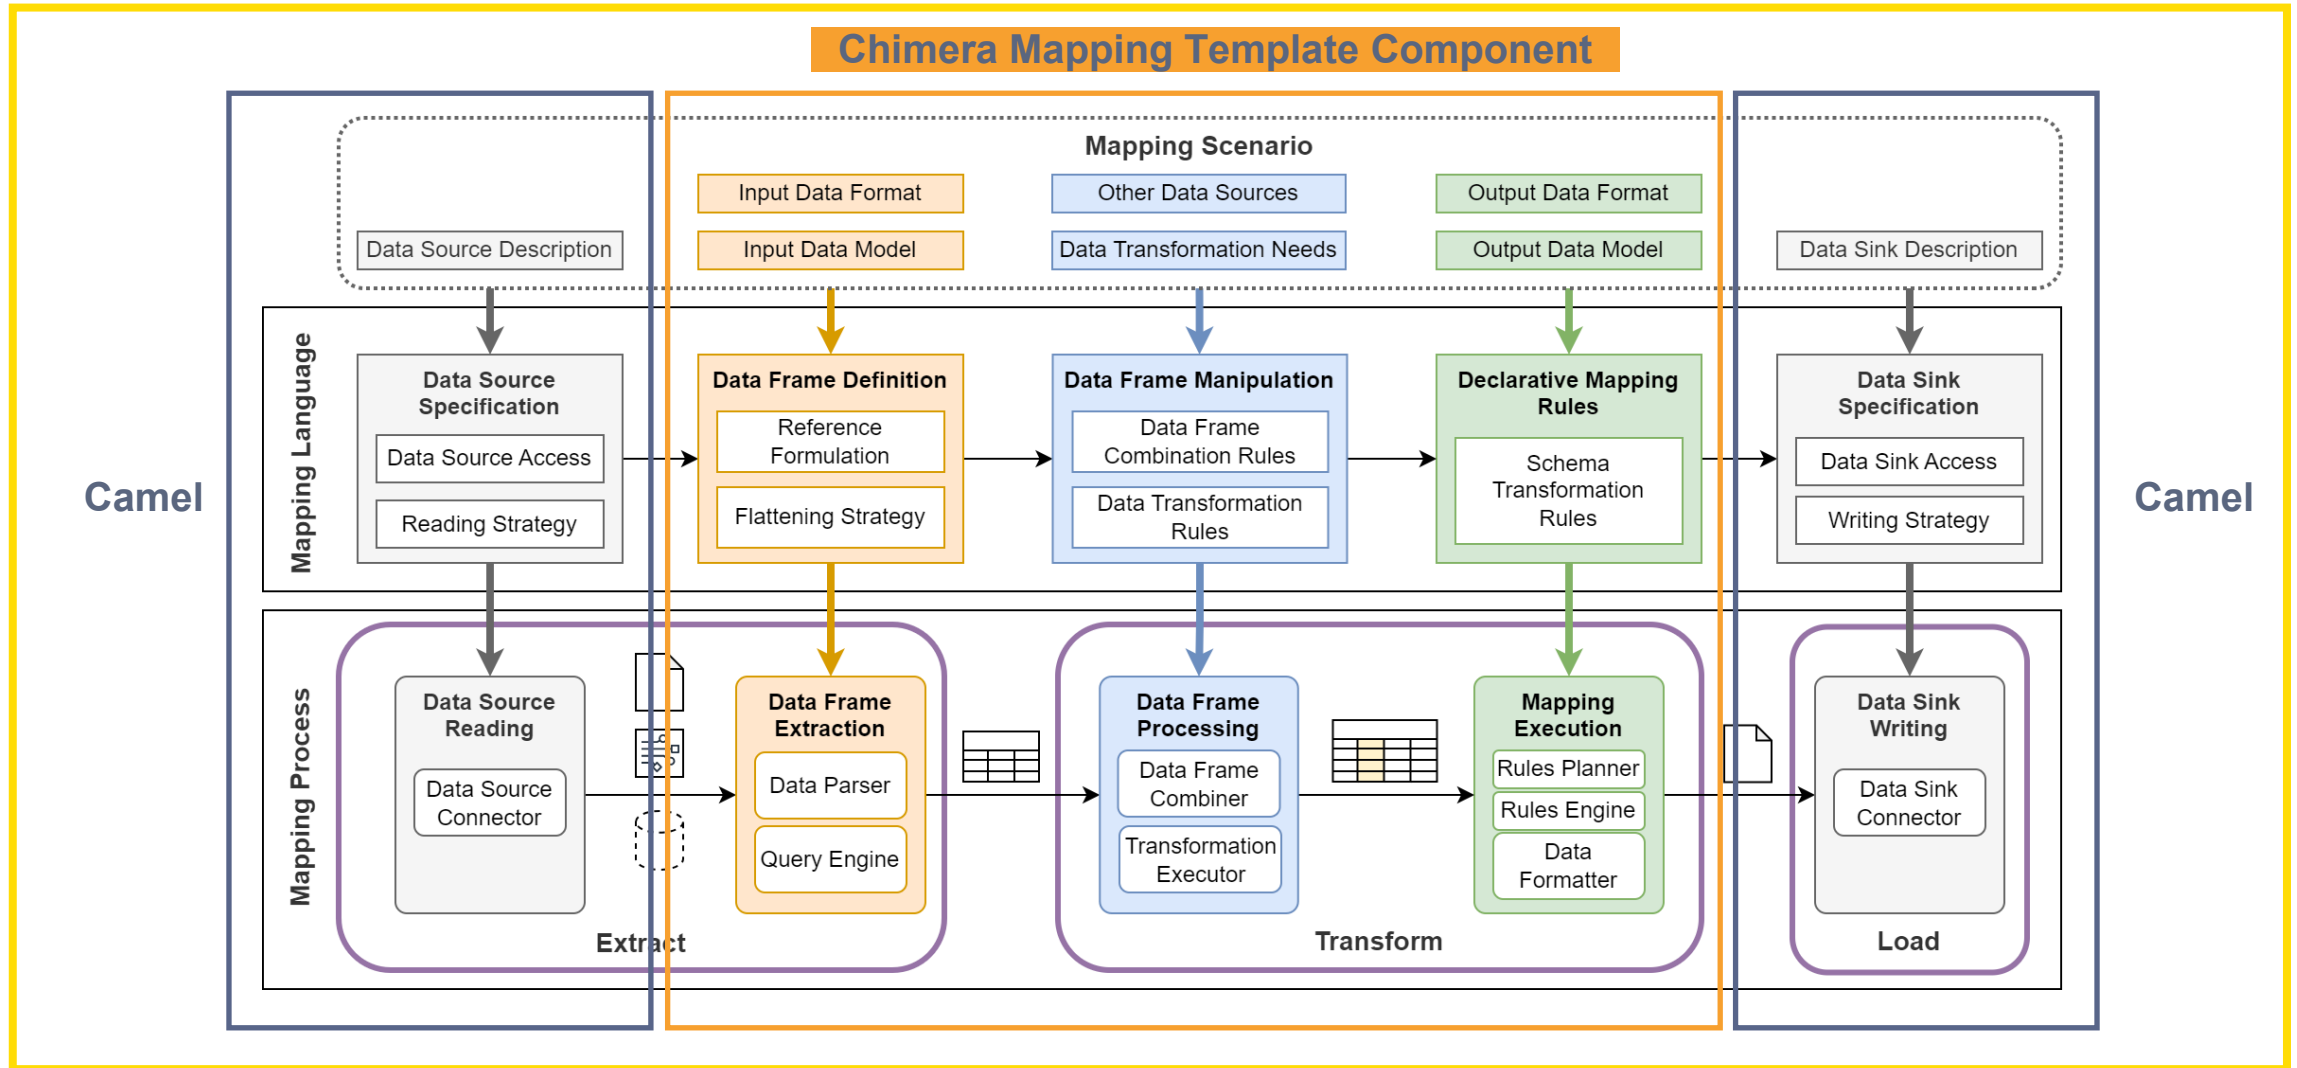 Chimera Mapping Template Component
Mapping Scenario
Input Data Format
Other Data Sources
Output Data Format
Data Source Description
Input Data Model
Data Transformation Needs
Output Data Model
Data Sink Description
Mapping Language
Data Source
Specification
Data Source Access
Reading Strategy
Data Frame Definition
Reference
Formulation
Flattening Strategy
Data Frame Manipulation
Data Frame
Combination Rules
Data Transformation
Rules
Declarative Mapping
Rules
Schema
Transformation
Rules
Data Sink
Specification
Data Sink Access
Writing Strategy
Camel
Camel
Mapping Process
Data Source
Reading
Data Source
Connector
Data Frame
Extraction
Data Parser
Query Engine
Extract
Data Frame
Processing
Data Frame
Combiner
Transformation
Executor
Mapping
Execution
Rules Planner
Rules Engine
Data
Formatter
Transform
Data Sink
Writing
Data Sink
Connector
Load